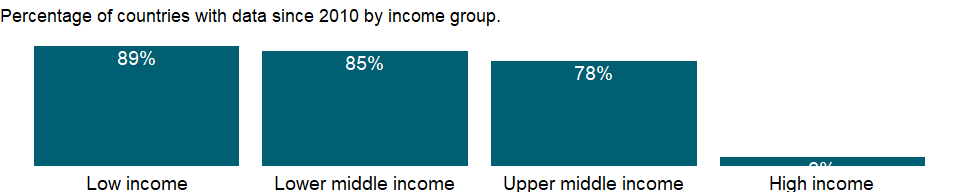 Percentage of countries with data since 2010 by income group.
89%
85%
78%
Low income
Lower middle income
Upper middle income
High income